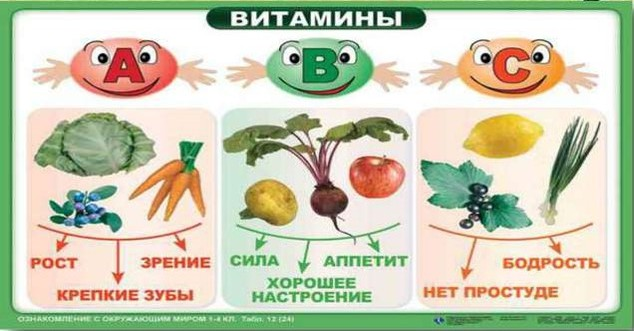 ВИТАМИНЫ
А В С
РОСТ ЗРЕНИЕ
КРЕПКИЕ ЗУБЫ
СИЛА АППЕТИТ
ХОРОШЕЕ
НАСТРОЕНИЕ
БОДРОСТЬ
НЕТ ПРОСТУДЕ
ОЗНАКОМЛЕНИЕ С ОКРУЖАЮЩИМ МИРОМ 1-4 КЛ. Табл. 12 (24)